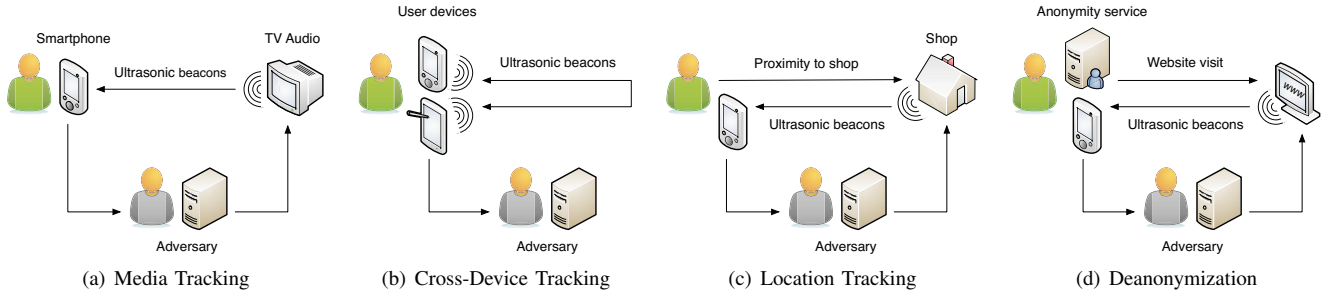 Smartphone
TV Audio
Ultrasonic beacons
Adversary
(a) Media Tracking
User devices
Ultrasonic beacons
Adversary
(b) Cross-Device Tracking
Shop
Proximity to shop
Ultrasonic beacons
Adversary
(c) Location Tracking
Anonymity service
Website visit
WWW
Ultrasonic beacons
Adversary
(d) Deanonymization